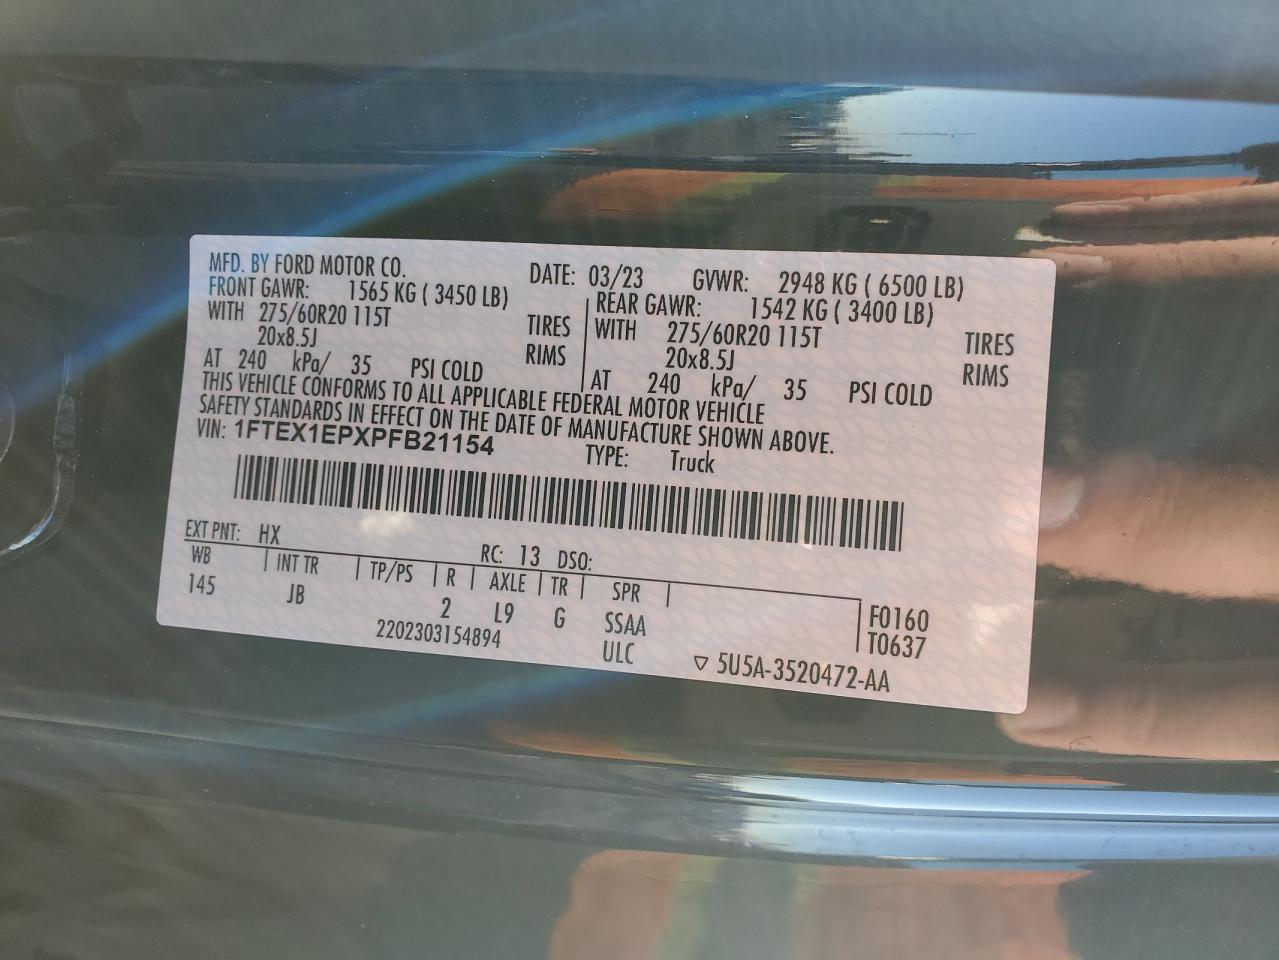 MFD. BY FORD MOTOR CO. DATE: 03/23 GVWR: 2948 KG ( 6500 LB)
FRONT GAWR: 1565 KG ( 3450 LB) REAR GAWR: 1542 KG ( 3400 LB)
WITH 275/60R20 115T TIRES WITH 275/60R20 115T TIRES
20x8.5J RIMS 20x8.5J RIMS
AT 240 kPa/ 35 PSI COLD AT 240 kPa/ 35 PSI COLD
THIS VEHICLE CONFORMS TO ALL APPLICABLE FEDERAL MOTOR VEHICLE
SAFETY STANDARDS IN EFFECT ON THE DATE OF MANUFACTURE SHOWN ABOVE.
VIN: 1FTEX1EPXPFB21154 TYPE: Truck
EXT PNT: HX RC: 13 DSO:
WB INT TR TP/PS R AXLE TR SPR
145 JB 2 L9 G SSAA F0160
2202303154894 ULC T0637
▽ 5U5A-3520472-AA